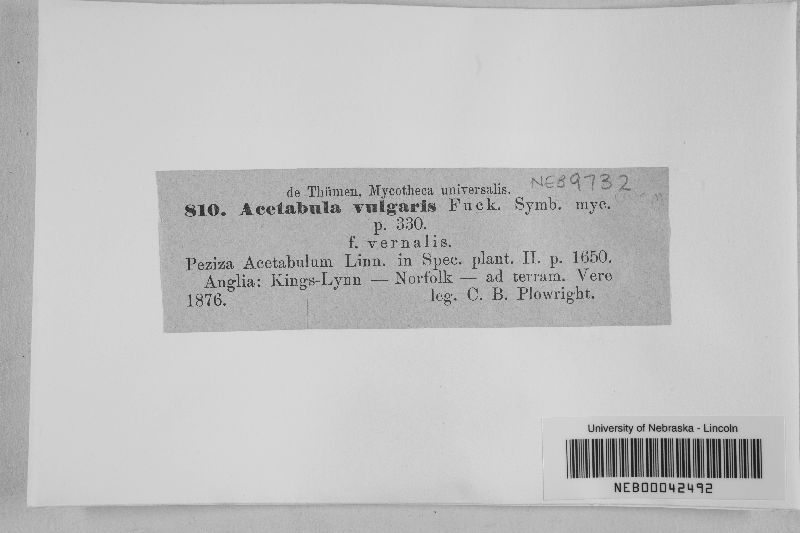 de Thümen, Mycotheca universalis. NEB9732
810. Acetabula vulgaris Fuck. Symb. myc.
p. 330.
f. vernalis.
Peziza Acetabulum Linn. in Spec. plant. II. p. 1650.
Anglia: Kings-Lynn — Norfolk — ad terram. Vere
1876. leg. C. B. Plowright.
University of Nebraska - Lincoln
NEB00042492